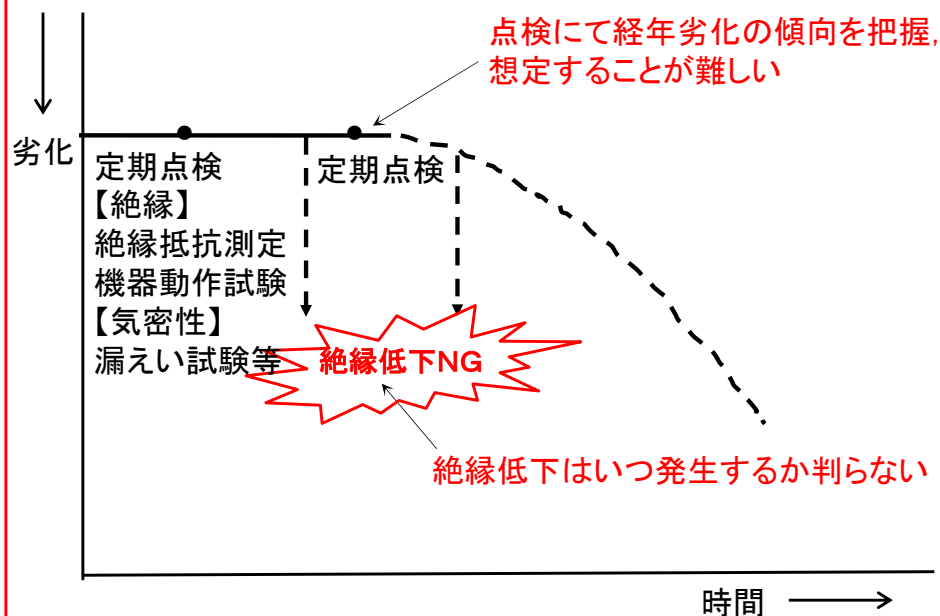 点検にて経年劣化の傾向を把握,
想定することが難しい
劣化
定期点検
【絶縁】
絶縁抵抗測定
機器動作試験
【気密性】
漏えい試験等
定期点検
絶縁低下NG
絶縁低下はいつ発生するか判らない
時間